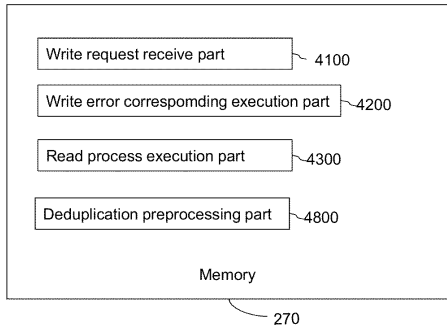 Write request receive part 4100
Write error correspomding execution part 4200
Read process execution part 4300
Deduplication preprocessing part 4800
Memory
270